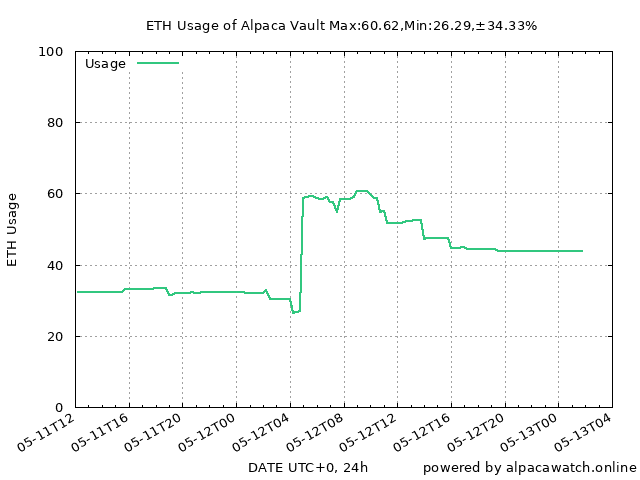 ETH Usage of Alpaca Vault Max:60.62,Min:26.29,±34.33%
Usage
ETH Usage
100
80
60
40
20
0
05-11T12
05-11T16
05-11T20
05-12T00
05-12T04
05-12T08
05-12T12
05-12T16
05-12T20
05-13T00
05-13T04
DATE UTC+0, 24h
powered by alpacawatch.online